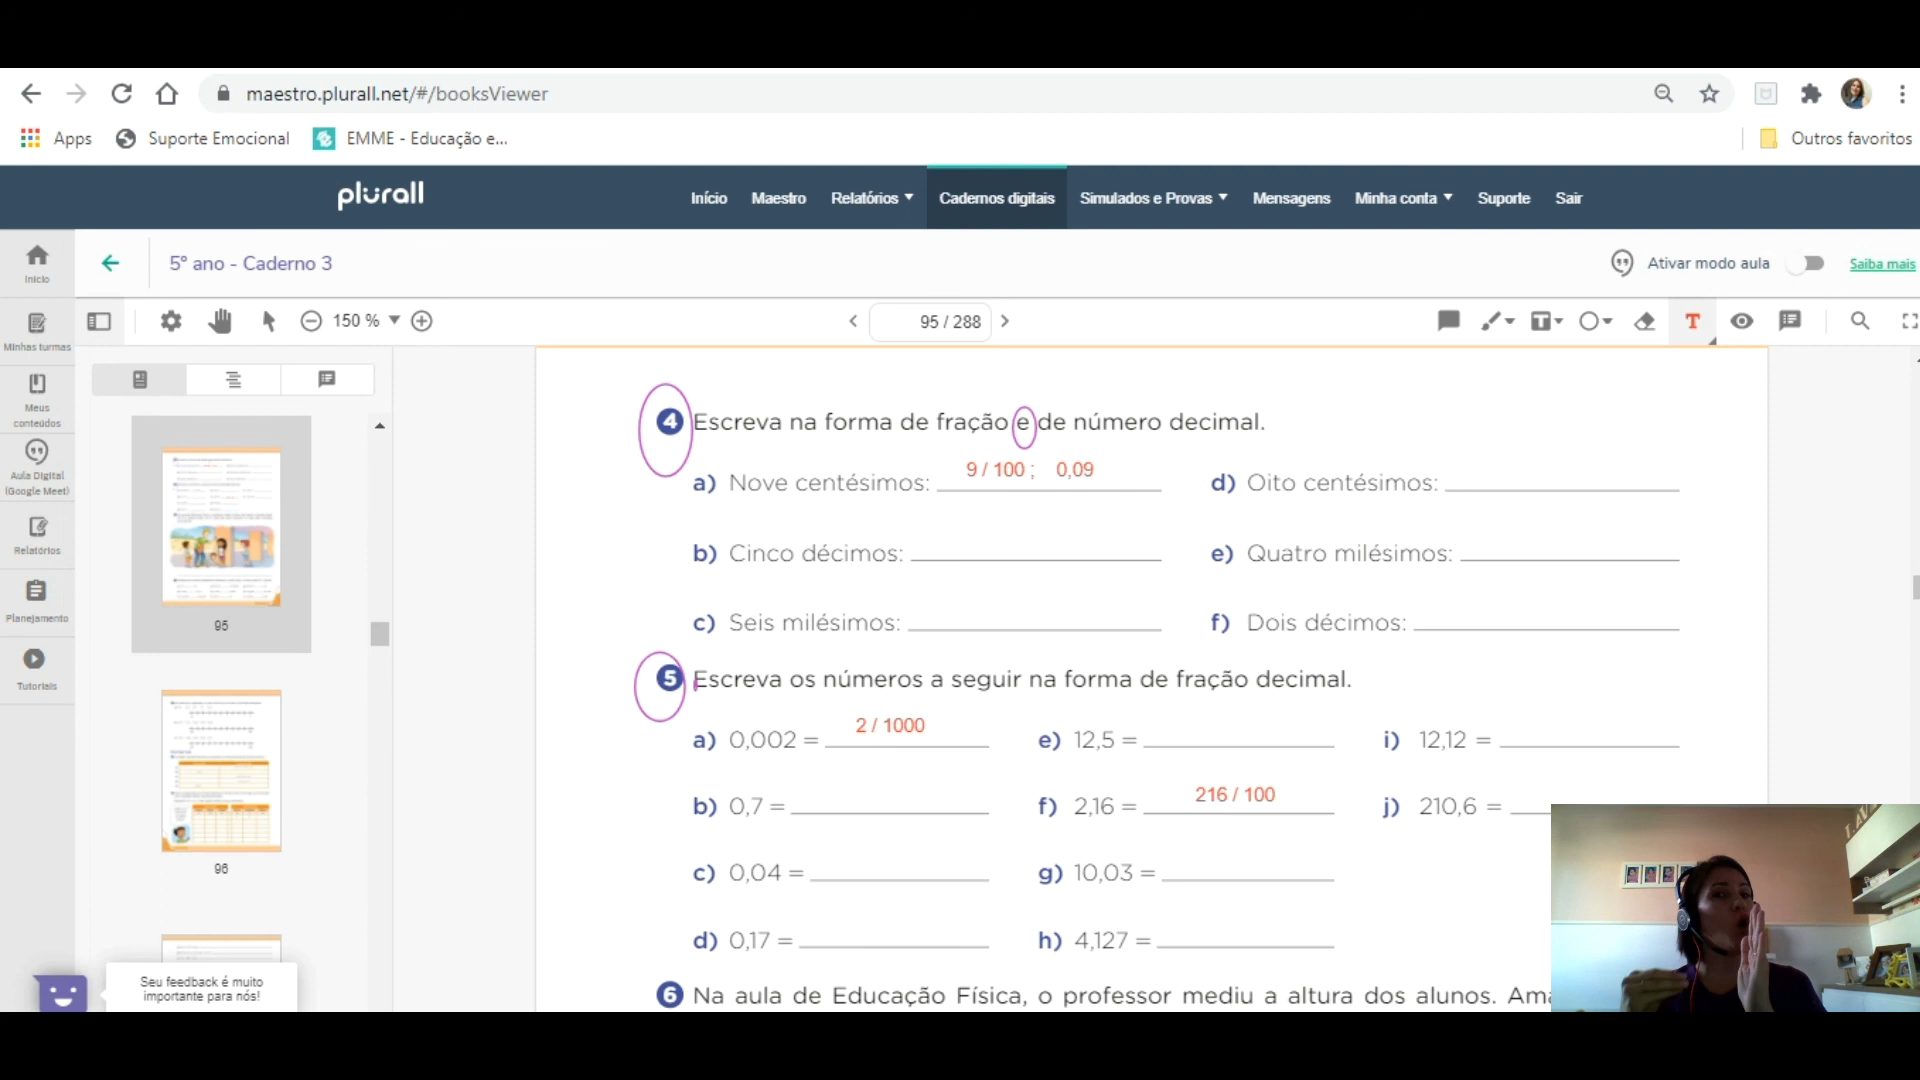 maestro.plurall.net/#/booksViewer
Apps Suporte Emocional EMME - Educação e... Outros favoritos
plurall Início Maestro Relatórios Cadernos digitais Simulados e Provas Mensagens Minha conta Suporte Sair
Início
5º ano - Caderno 3
Ativar modo aula Saiba mais
Minhas turmas
150 %
95 / 288
Meus conteúdos
Aula Digital (Google Meet)
Relatórios
Planejamento
Tutoriais
95
96
Seu feedback é muito
importante para nós!
4 Escreva na forma de fração e de número decimal.
a) Nove centésimos: 9 / 100 ; 0,09
d) Oito centésimos:
b) Cinco décimos:
e) Quatro milésimos:
c) Seis milésimos:
f) Dois décimos:
5 Escreva os números a seguir na forma de fração decimal.
a) 0,002 = 2 / 1000
e) 12,5 =
i) 12,12 =
b) 0,7 =
f) 2,16 = 216 / 100
j) 210,6 =
c) 0,04 =
g) 10,03 =
d) 0,17 =
h) 4,127 =
6 Na aula de Educação Física, o professor mediu a altura dos alunos.